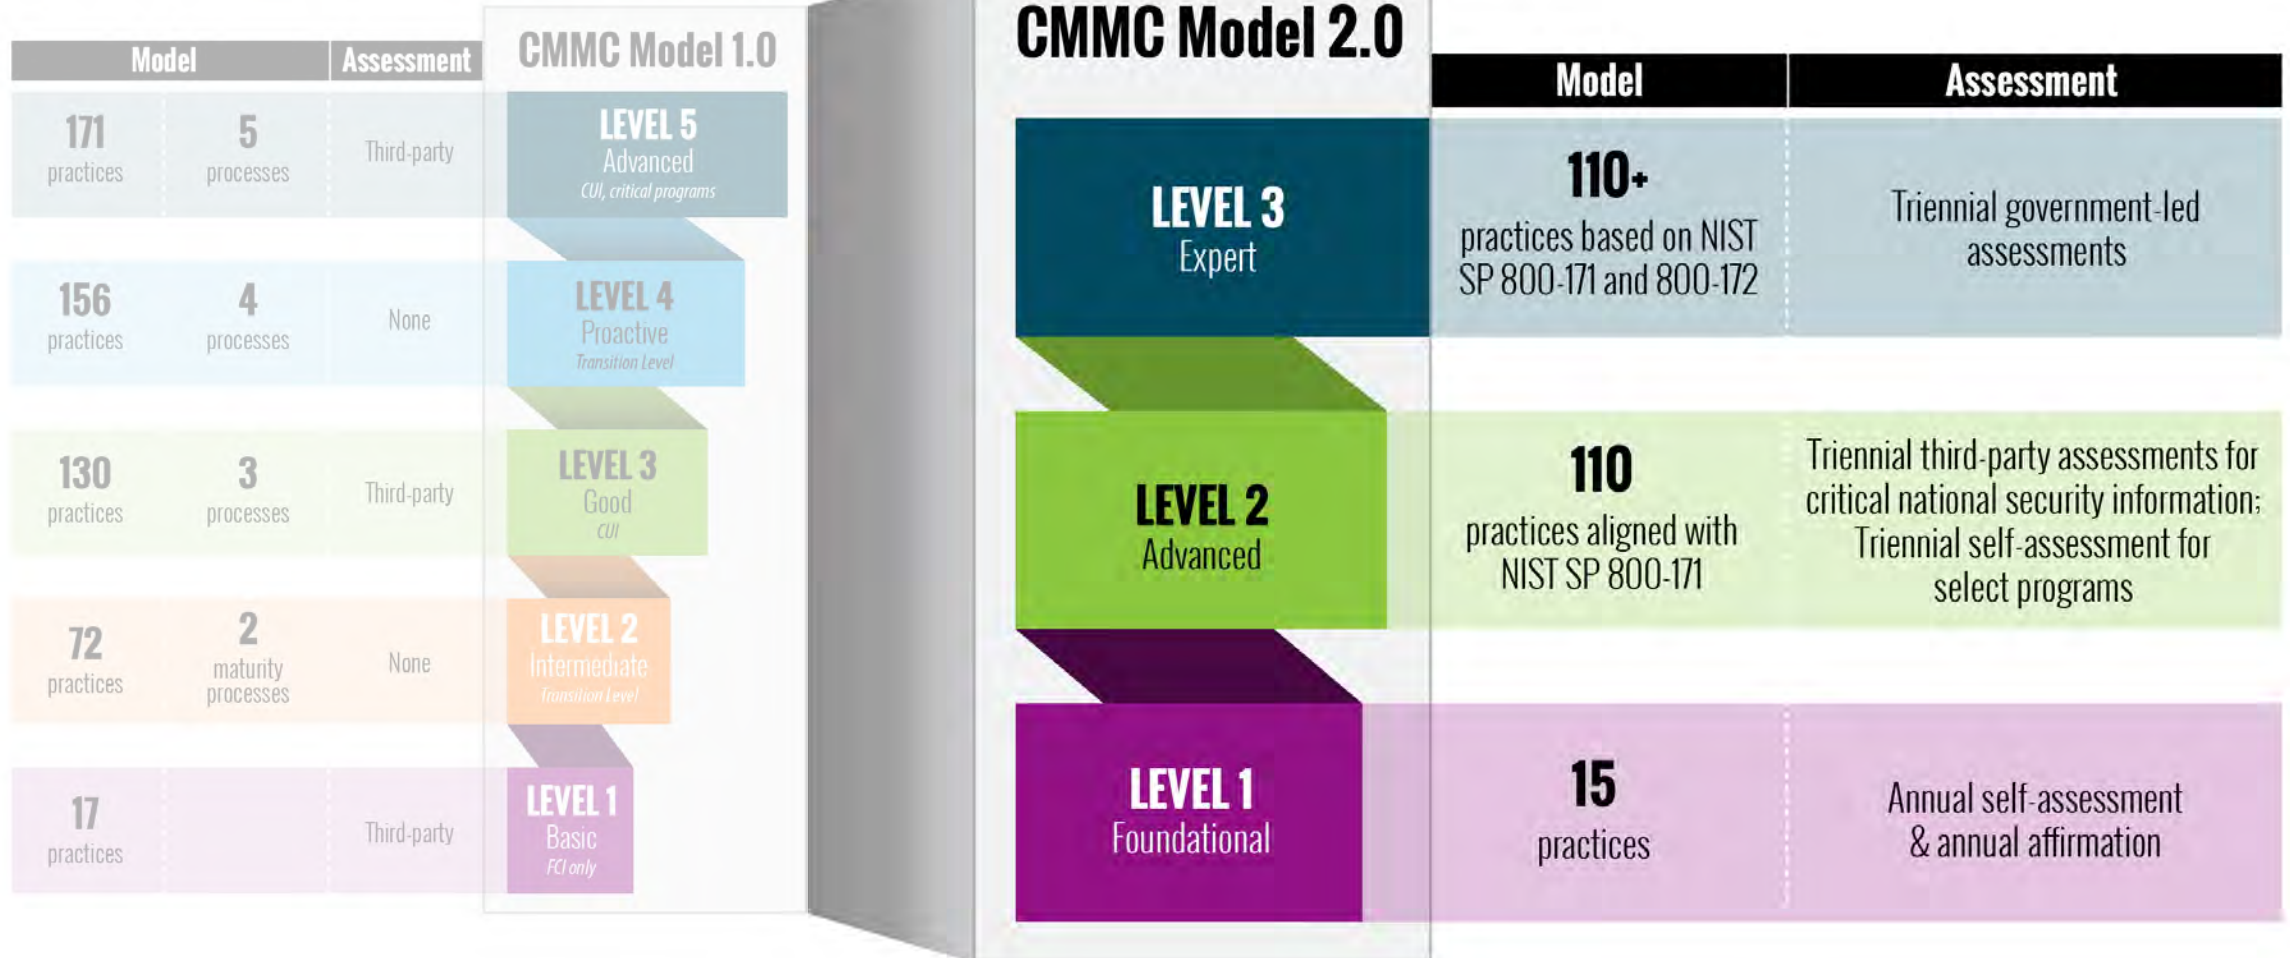 CMMC Model 1.0
Model
Assessment
171
practices
5
processes
Third-party
LEVEL 5
Advanced
CUI, critical programs
156
practices
4
processes
None
LEVEL 4
Proactive
Transition Level
130
practices
3
processes
Third-party
LEVEL 3
Good
CUI
72
practices
2
maturity
processes
None
LEVEL 2
Intermediate
Transition Level
17
practices
Third-party
LEVEL 1
Basic
FCI only
CMMC Model 2.0
Model
Assessment
LEVEL 3
Expert
110+
practices based on NIST
SP 800-171 and 800-172
Triennial government-led
assessments
LEVEL 2
Advanced
110
practices aligned with
NIST SP 800-171
Triennial third-party assessments for
critical national security information;
Triennial self-assessment for
select programs
LEVEL 1
Foundational
15
practices
Annual self-assessment
& annual affirmation